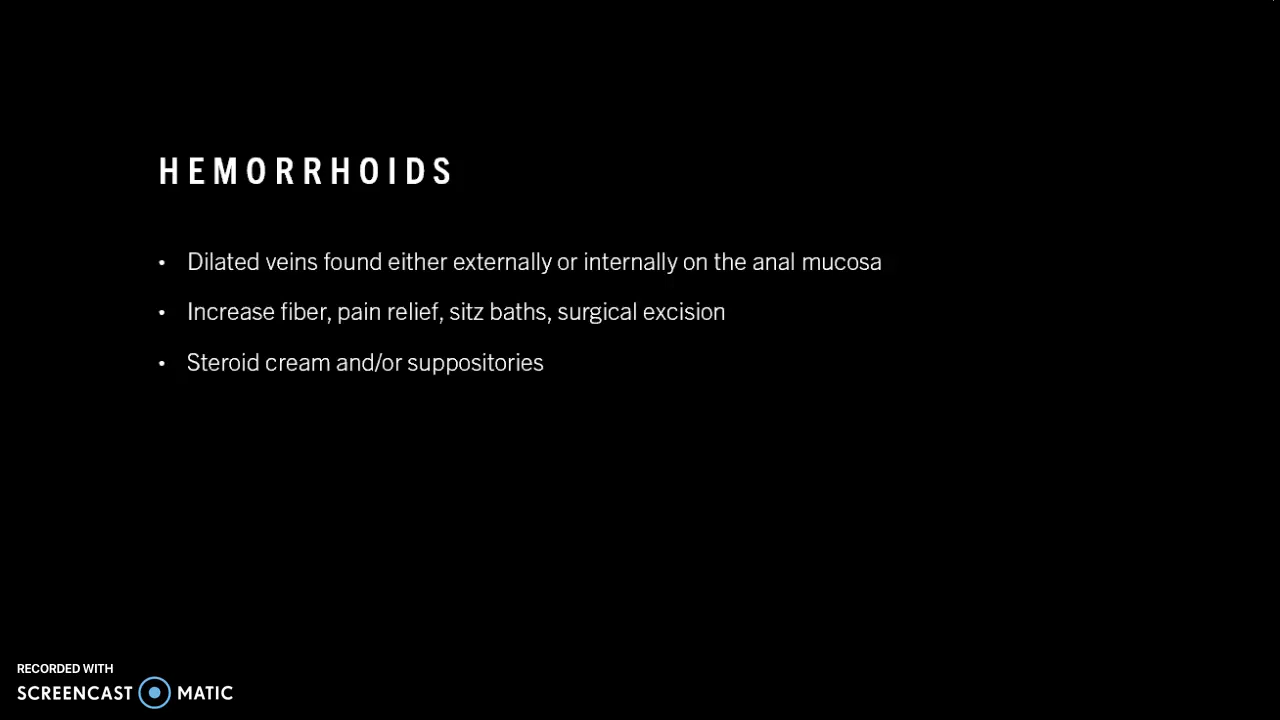 HEMORRHOIDS
• Dilated veins found either externally or internally on the anal mucosa
• Increase fiber, pain relief, sitz baths, surgical excision
• Steroid cream and/or suppositories
RECORDED WITH
SCREENCAST MATIC